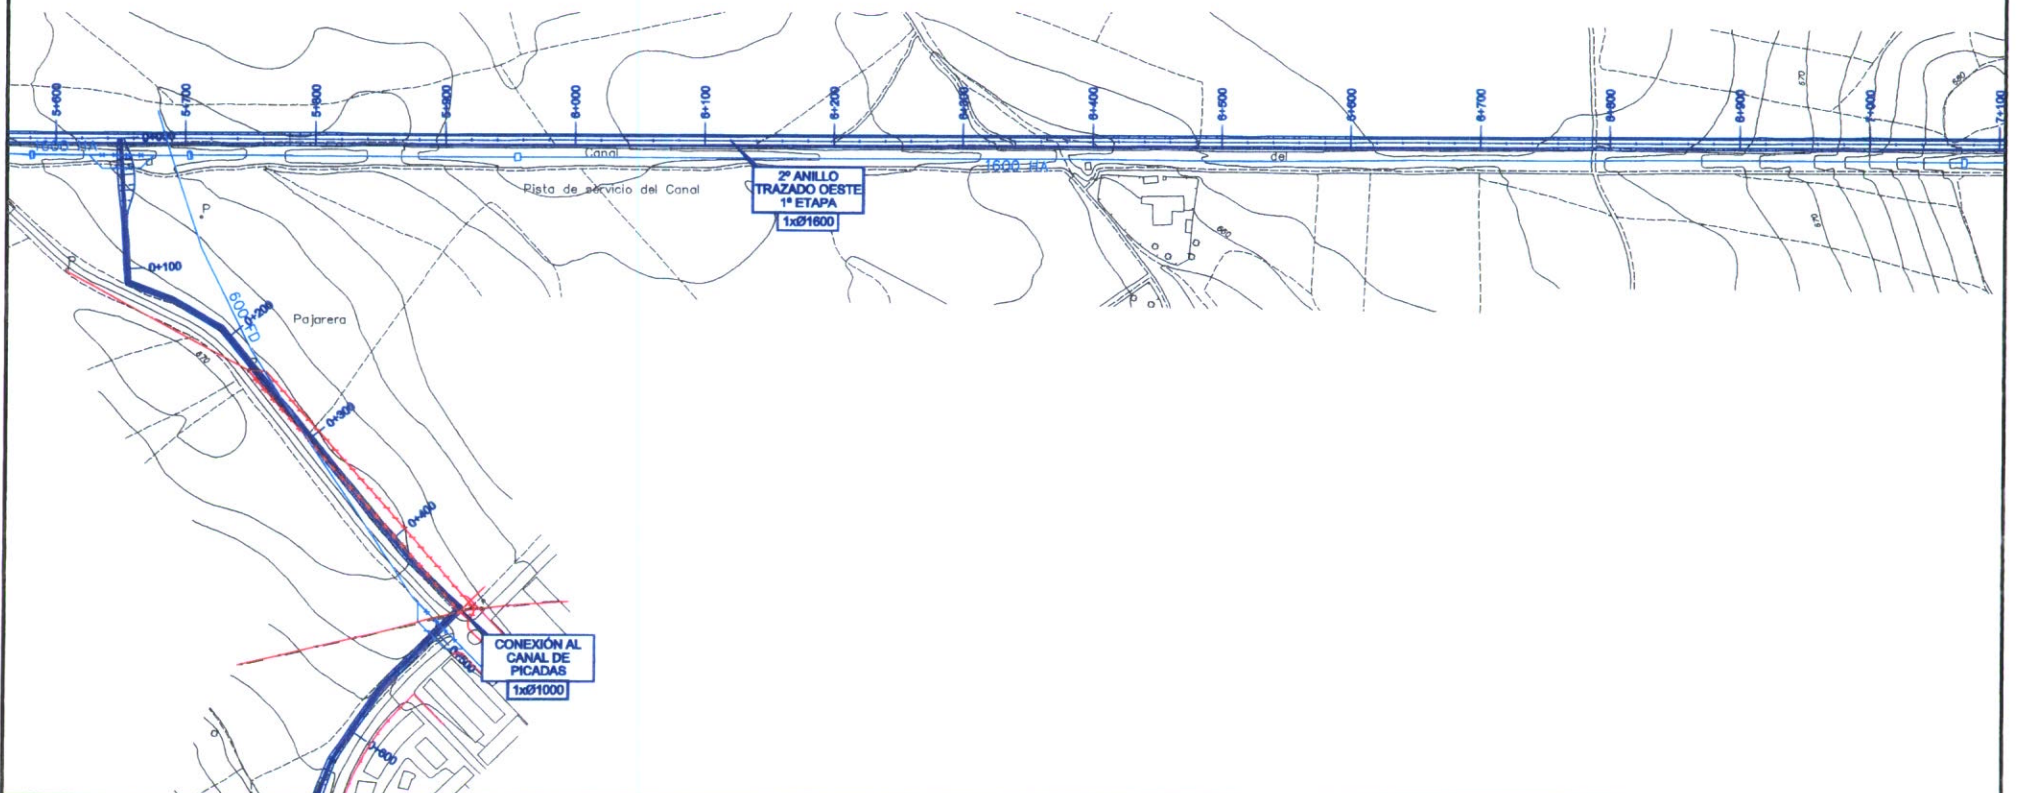 5+600
5+700
5+800
5+900
6+000
6+100
6+200
6+300
6+400
6+500
6+600
6+700
6+800
6+900
7+000
7+100
670
680
0+000
1600 HA
Canal
1600 HA
del
Pista de servicio del Canal
2º ANILLO
TRAZADO OESTE
1ª ETAPA
1xØ1600
P
660
670
P
0+100
600 FD
0+200
Pajarera
670
0+300
0+400
CONEXIÓN AL
CANAL DE
PICADAS
1xØ1000
0+500
0+600